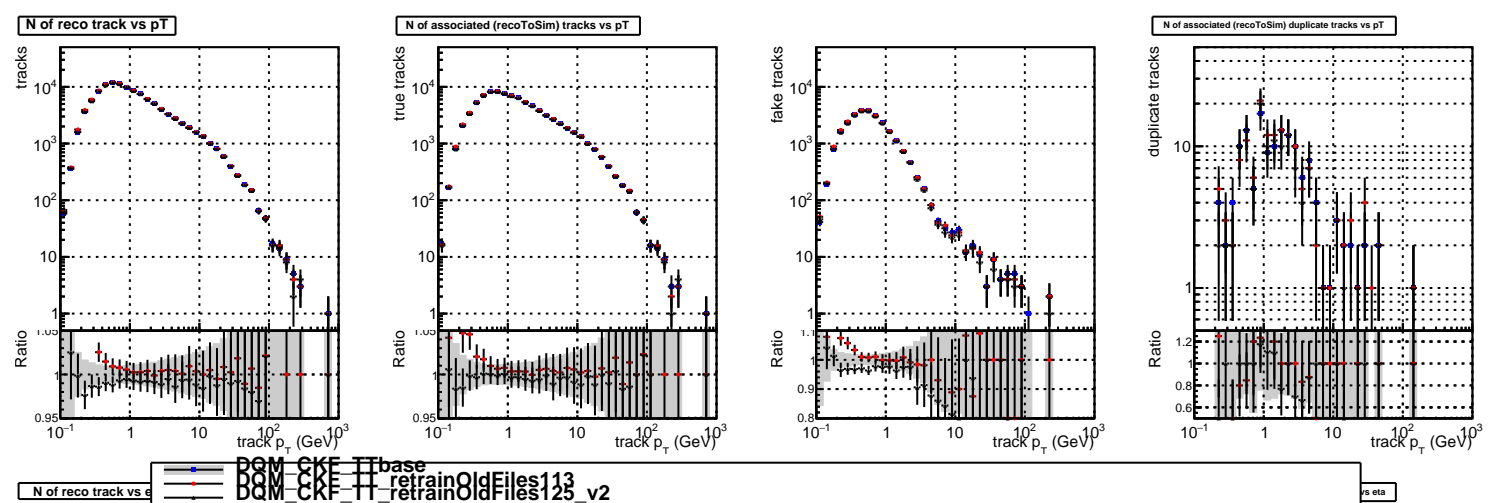 N of reco track vs pT
N of associated (recoToSim) tracks vs pT
N of associated (recoToSim) duplicate tracks vs pT
tracks
10^4
10^3
10^2
10
1
Ratio
1.05
1
0.95
10^-1 1 10 10^2 10^3
track p_T (GeV)
true tracks
10^4
10^3
10^2
10
1
Ratio
1.05
1
0.95
10^-1 1 10 10^2 10^3
track p_T (GeV)
fake tracks
10^4
10^3
10^2
10
1
Ratio
1.1
1
0.9
0.8
10^-1 1 10 10^2 10^3
track p_T (GeV)
duplicate tracks
10
1
Ratio
1.2
1
0.8
0.6
10^-1 1 10 10^2 10^3
track p_T (GeV)
DQM_CKF_TTbase
DQM_CKF_TT_retrainOldFiles113
DQM_CKF_TT_retrainOldFiles125_v2
N of reco track vs e
vs eta